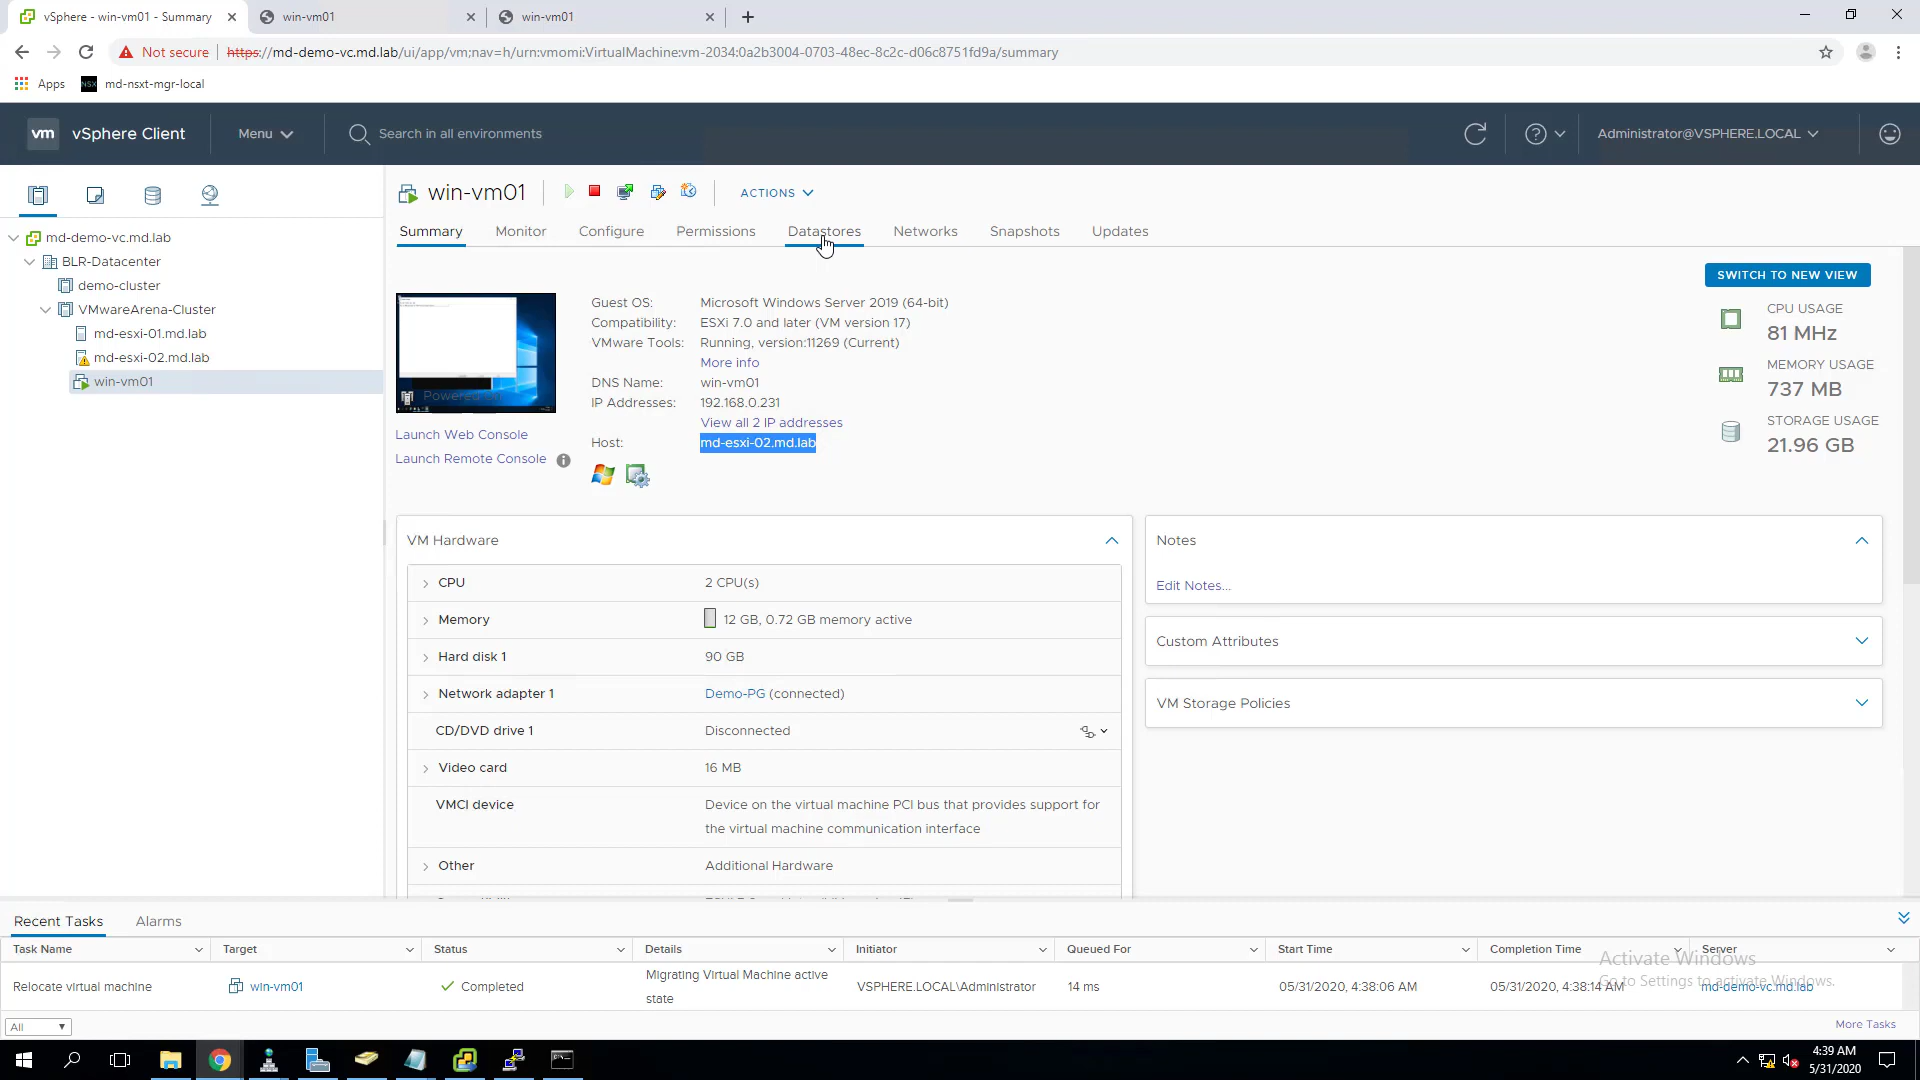 vSphere - win-vm01 - Summary
win-vm01
win-vm01
Not secure
https://md-demo-vc.md.lab/ui/app/vm;nav=h/urn:vmomi:VirtualMachine:vm-2034:0a2b3004-0703-48ec-8c2c-d06c8751fd9a/summary
Apps
NSX
md-nsxt-mgr-local
vm
vSphere Client
Menu
Search in all environments
Administrator@VSPHERE.LOCAL
win-vm01
ACTIONS
Summary
Monitor
Configure
Permissions
Datastores
Networks
Snapshots
Updates
md-demo-vc.md.lab
BLR-Datacenter
demo-cluster
VMwareArena-Cluster
md-esxi-01.md.lab
md-esxi-02.md.lab
win-vm01
SWITCH TO NEW VIEW
Powered On
Launch Web Console
Launch Remote Console
Guest OS: Microsoft Windows Server 2019 (64-bit)
Compatibility: ESXi 7.0 and later (VM version 17)
VMware Tools: Running, version:11269 (Current)
More info
DNS Name: win-vm01
IP Addresses: 192.168.0.231
View all 2 IP addresses
Host: md-esxi-02.md.lab
CPU USAGE
81 MHz
MEMORY USAGE
737 MB
STORAGE USAGE
21.96 GB
VM Hardware
CPU 2 CPU(s)
Memory 12 GB, 0.72 GB memory active
Hard disk 1 90 GB
Network adapter 1 Demo-PG (connected)
CD/DVD drive 1 Disconnected
Video card 16 MB
VMCI device Device on the virtual machine PCI bus that provides support for
the virtual machine communication interface
Other Additional Hardware
Notes
Edit Notes...
Custom Attributes
VM Storage Policies
Recent Tasks
Alarms
Task Name Target Status Details Initiator Queued For Start Time Completion Time Server
Relocate virtual machine win-vm01 Completed Migrating Virtual Machine active
state
VSPHERE.LOCAL\Administrator 14 ms 05/31/2020, 4:38:06 AM 05/31/2020, 4:38:14 AM md-demo-vc.md.lab
Activate Windows
Go to Settings to activate Windows.
All
More Tasks
4:39 AM
5/31/2020